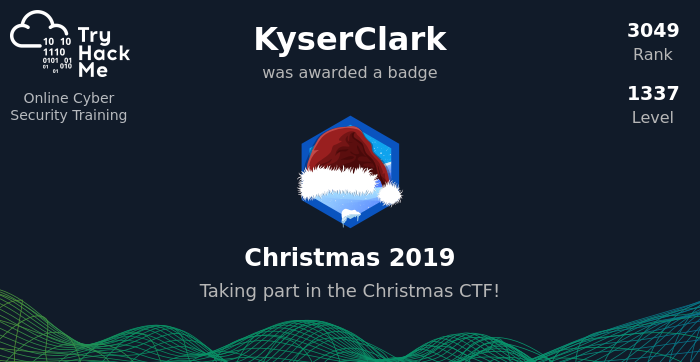 Try
Hack
Me
10 10
1110
0101 01
01 010
01
Online Cyber
Security Training
KyserClark
was awarded a badge
3049
Rank
1337
Level
Christmas 2019
Taking part in the Christmas CTF!